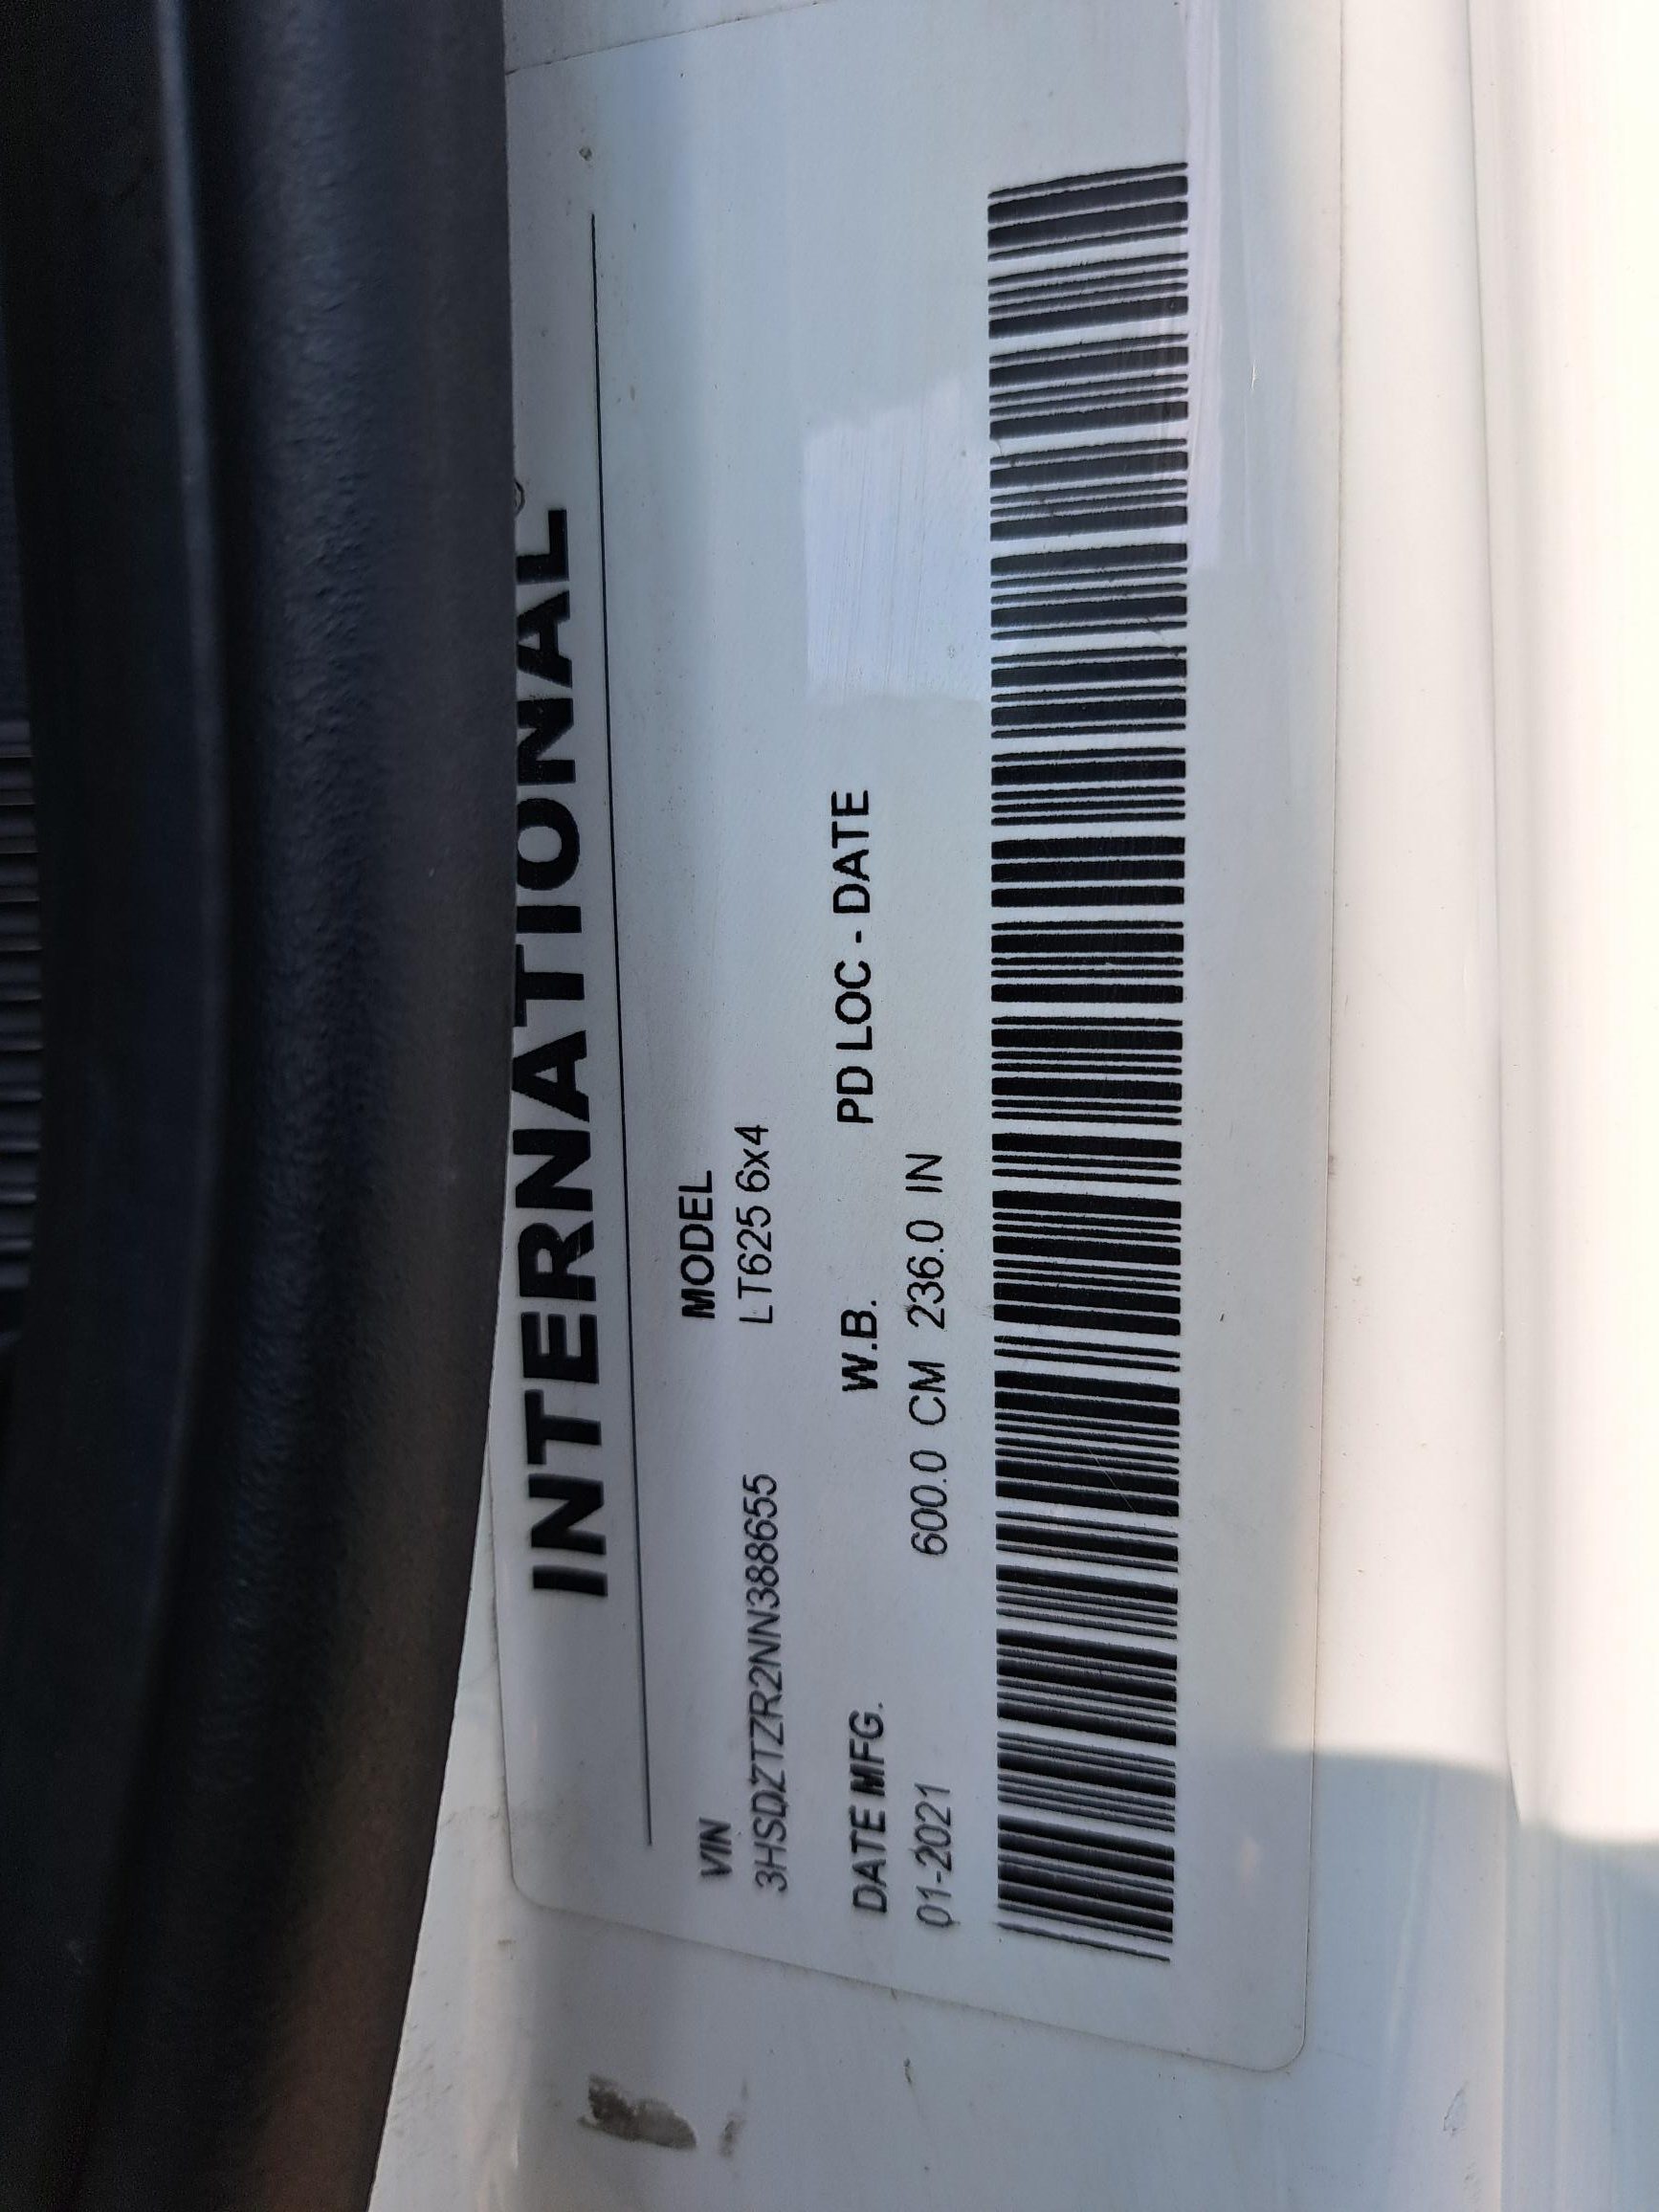 INTERNATIONAL®
VIN MODEL
3HSDZTZR2NN388655 LT625 6x4
DATE MFG. W.B. PD LOC - DATE
01-2021 600.0 CM 236.0 IN